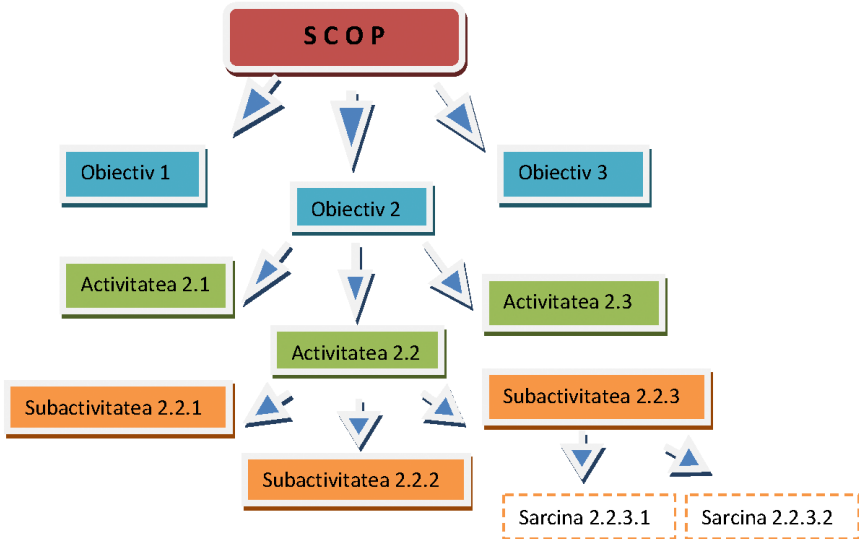 S C O P
Obiectiv 1
Obiectiv 3
Obiectiv 2
Activitatea 2.1
Activitatea 2.3
Activitatea 2.2
Subactivitatea 2.2.1
Subactivitatea 2.2.3
Subactivitatea 2.2.2
Sarcina 2.2.3.1
Sarcina 2.2.3.2